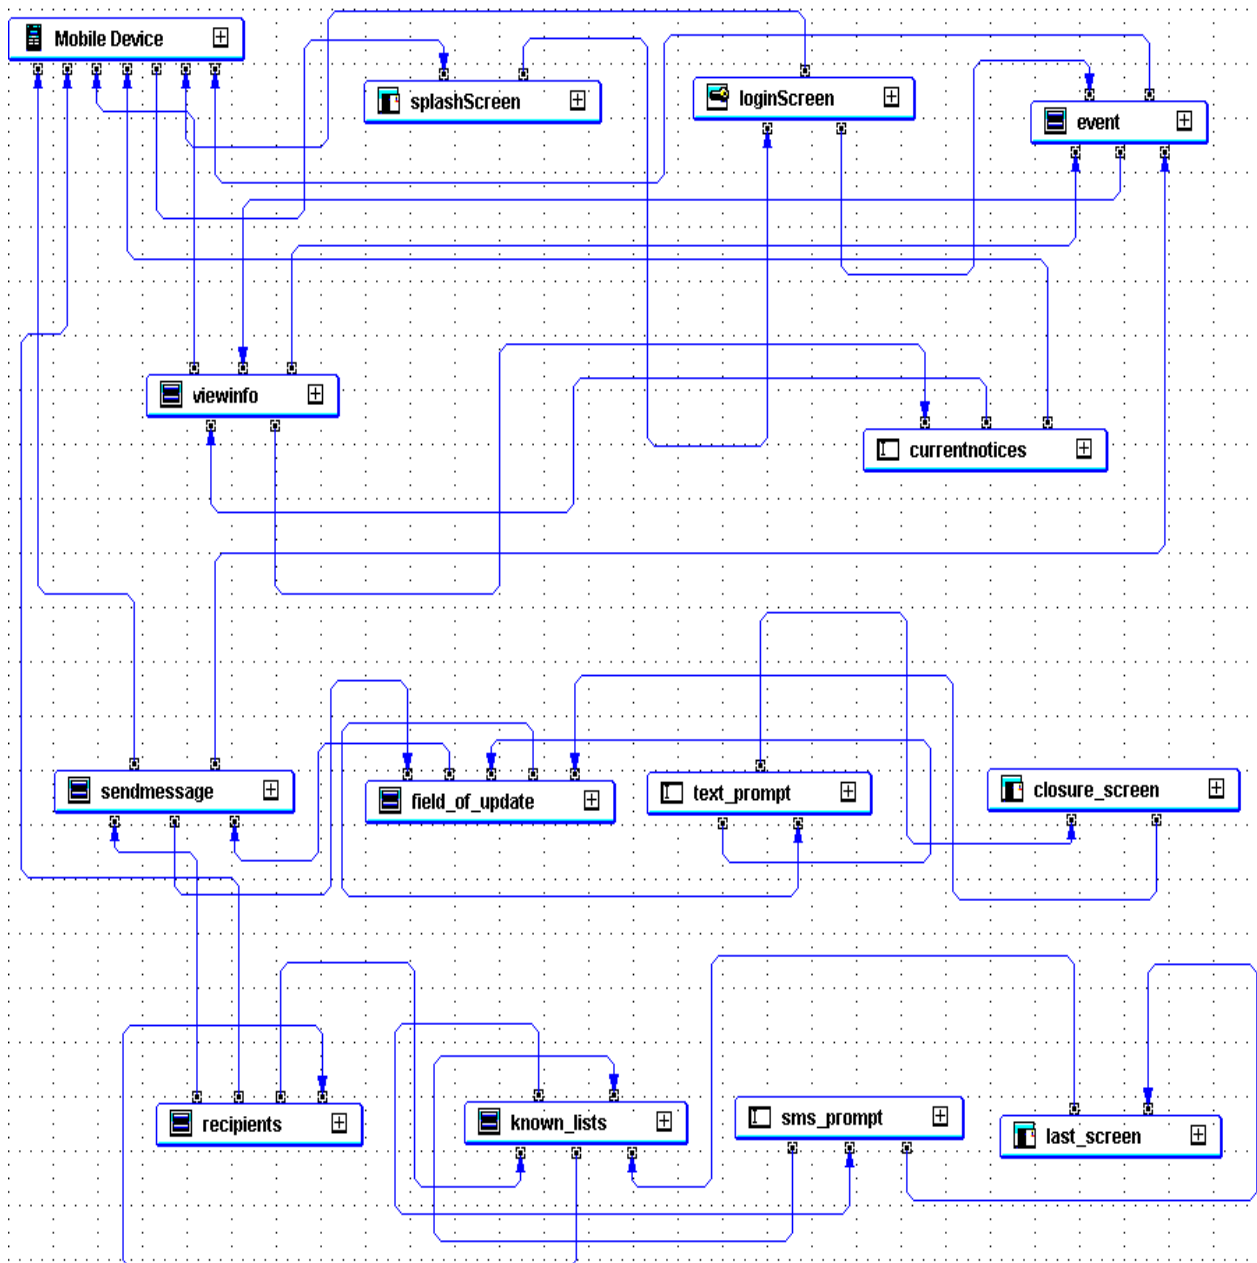 Mobile Device
splashScreen
loginScreen
event
viewinfo
currentnotices
sendmessage
field_of_update
text_prompt
closure_screen
recipients
known_lists
sms_prompt
last_screen